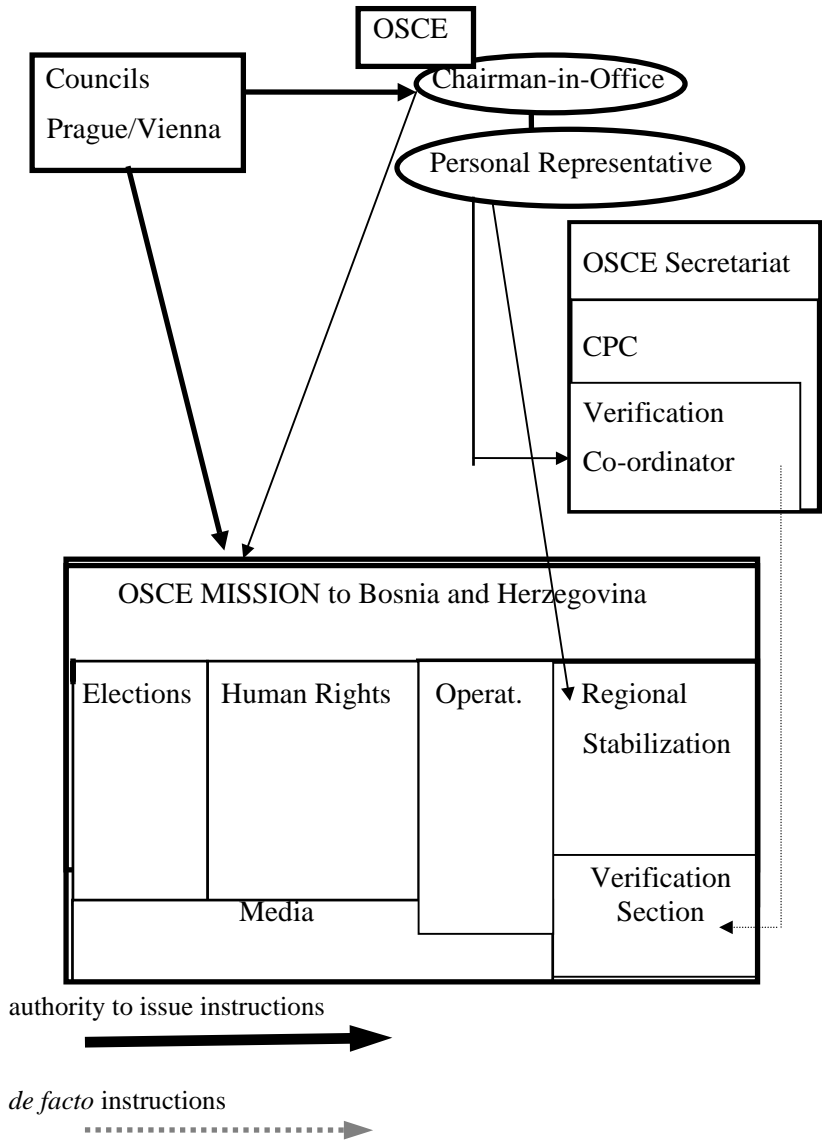 OSCE
Councils
Prague/Vienna
Chairman-in-Office
Personal Representative
OSCE Secretariat
CPC
Verification
Co-ordinator
OSCE MISSION to Bosnia and Herzegovina
Elections
Human Rights
Operat.
Regional
Stabilization
Media
Verification
Section
authority to issue instructions
de facto instructions